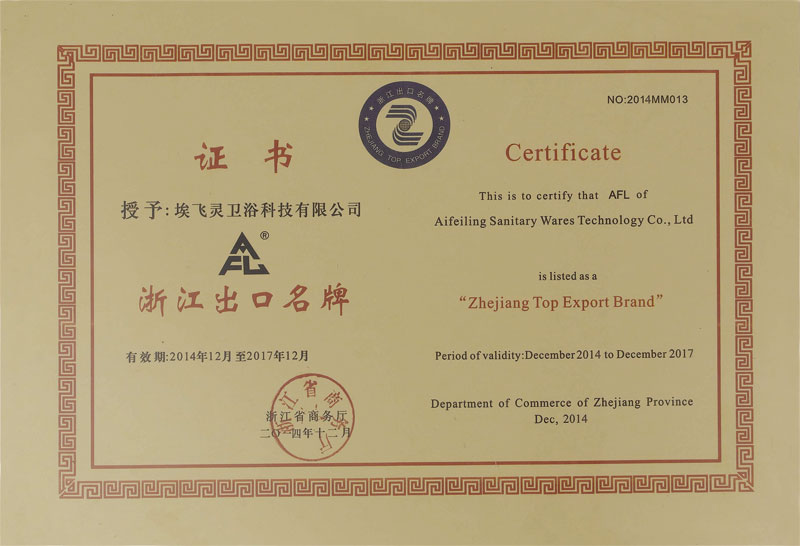 浙江出口名牌
ZHEJIANG TOP EXPORT BRAND
证书
授予:埃飞灵卫浴科技有限公司
AFL®
浙江出口名牌
有效期:2014年12月至2017年12月
浙江省商务厅
二〇一四年十二月
浙江省商务厅
NO:2014MM013
Certificate
This is to certify that AFL of
Aifeiling Sanitary Wares Technology Co., Ltd
is listed as a
“Zhejiang Top Export Brand”
Period of validity:December 2014 to December 2017
Department of Commerce of Zhejiang Province
Dec, 2014